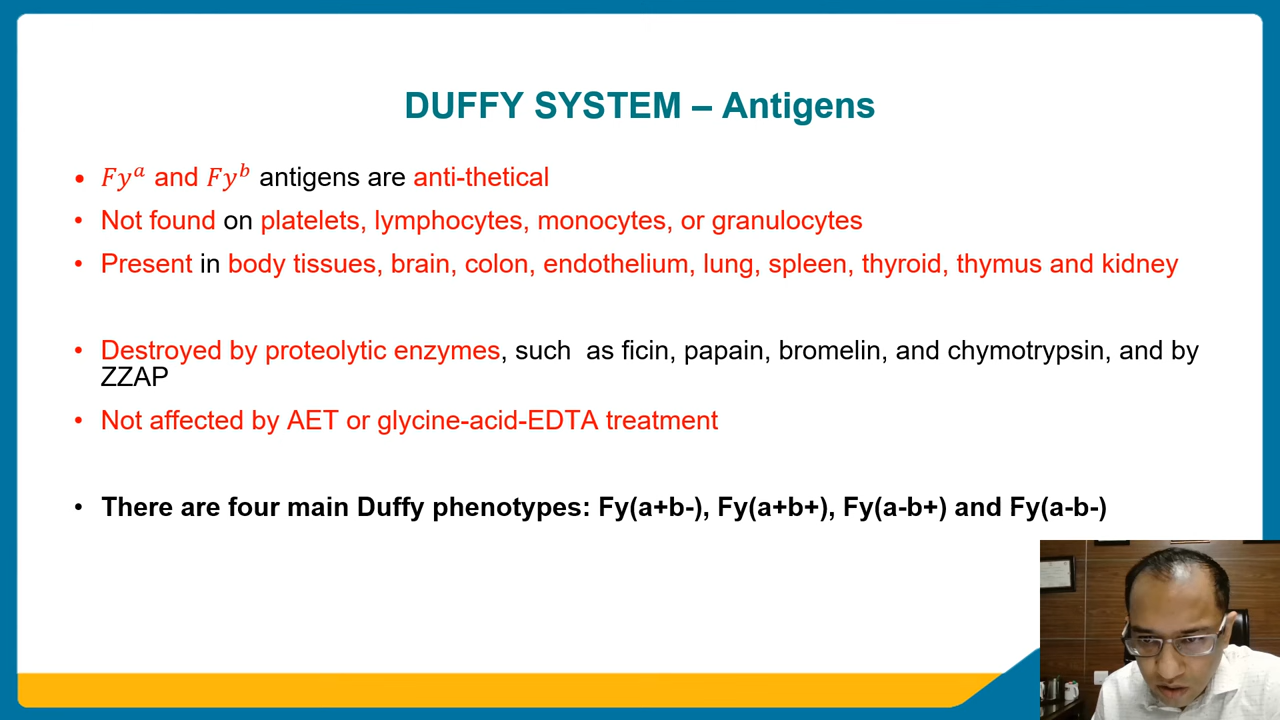 DUFFY SYSTEM – Antigens
• Fyᵃ and Fyᵇ antigens are anti-thetical
• Not found on platelets, lymphocytes, monocytes, or granulocytes
• Present in body tissues, brain, colon, endothelium, lung, spleen, thyroid, thymus and kidney
• Destroyed by proteolytic enzymes, such  as ficin, papain, bromelin, and chymotrypsin, and by
ZZAP
• Not affected by AET or glycine-acid-EDTA treatment
• There are four main Duffy phenotypes: Fy(a+b-), Fy(a+b+), Fy(a-b+) and Fy(a-b-)